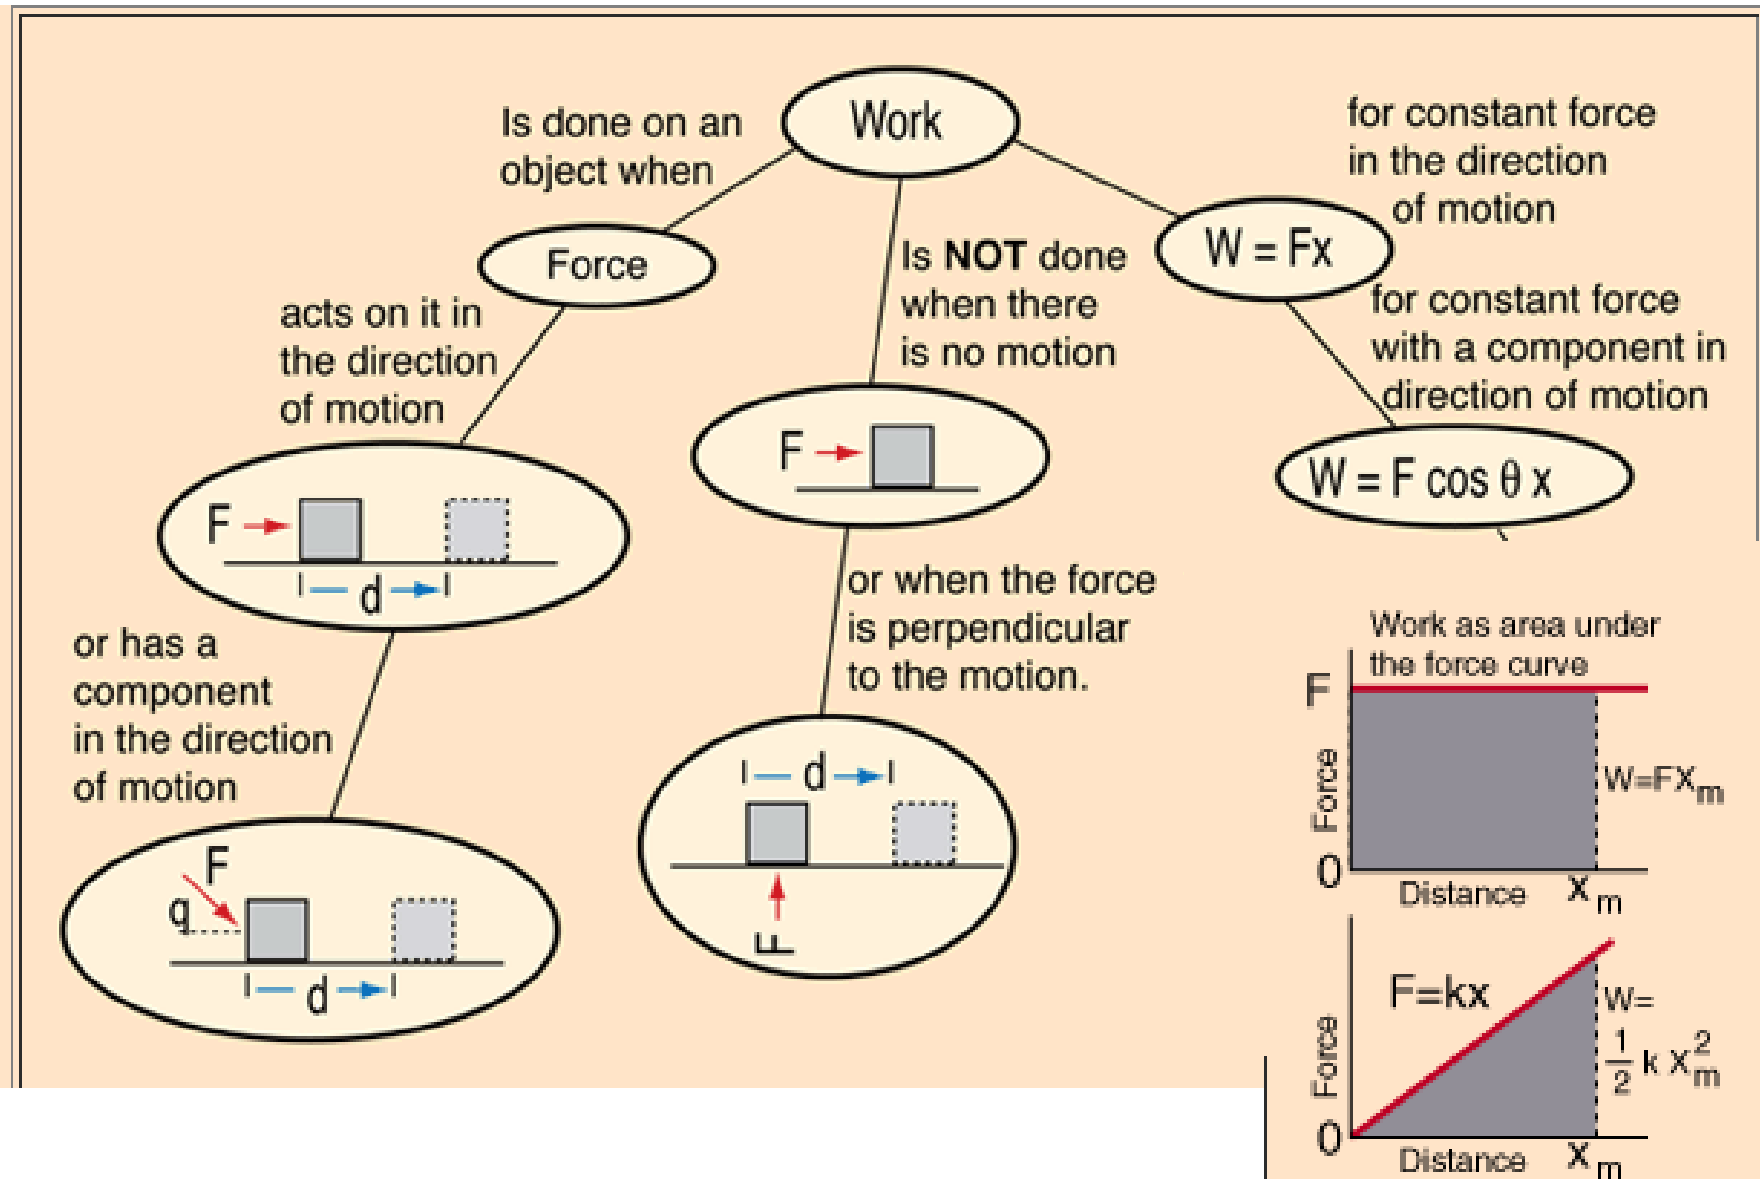 Work
Is done on an
object when
Force
acts on it in
the direction
of motion
F
d
or has a
component
in the direction
of motion
F
q
d
Is NOT done
when there
is no motion
F
or when the force
is perpendicular
to the motion.
d
F
for constant force
in the direction
of motion
W = Fx
for constant force
with a component in
direction of motion
W = F cos θ x
Work as area under
the force curve
F
Force
W=FXm
0
Distance
xm
F=kx
W=
1/2 k x²m
Force
0
Distance
xm